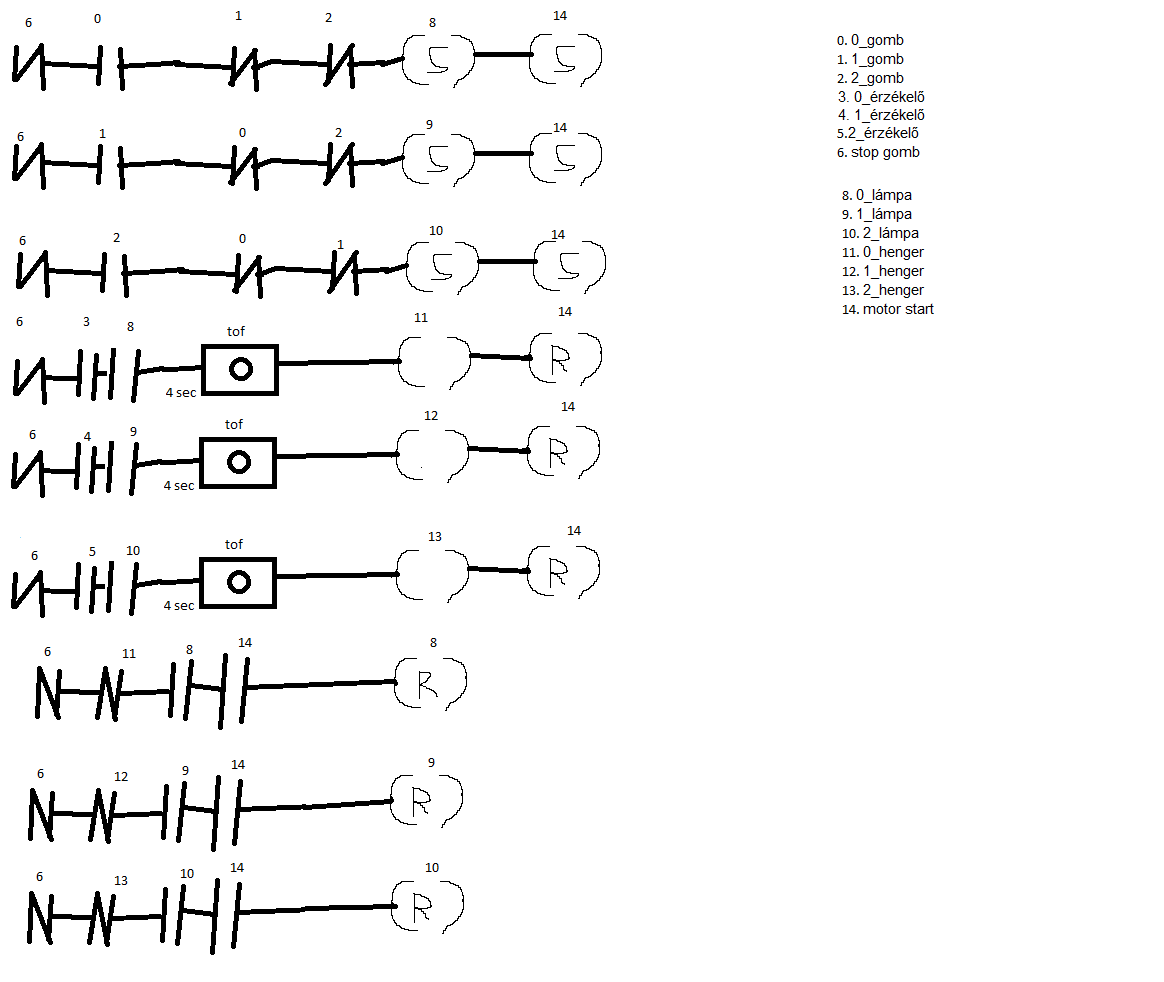 6 0 1 2 8 14
S S
6 1 0 2 9 14
S S
6 2 0 1 10 14
S S
6 3 8 tof 11 14
4 sec R
6 4 9 tof 12 14
4 sec R
6 5 10 tof 13 14
4 sec R
6 11 8 14 8
R
6 12 9 14 9
R
6 13 10 14 10
R
0. 0_gomb
1. 1_gomb
2. 2_gomb
3. 0_érzékelő
4. 1_érzékelő
5.2_érzékelő
6. stop gomb
8. 0_lámpa
9. 1_lámpa
10. 2_lámpa
11. 0_henger
12. 1_henger
13. 2_henger
14. motor start